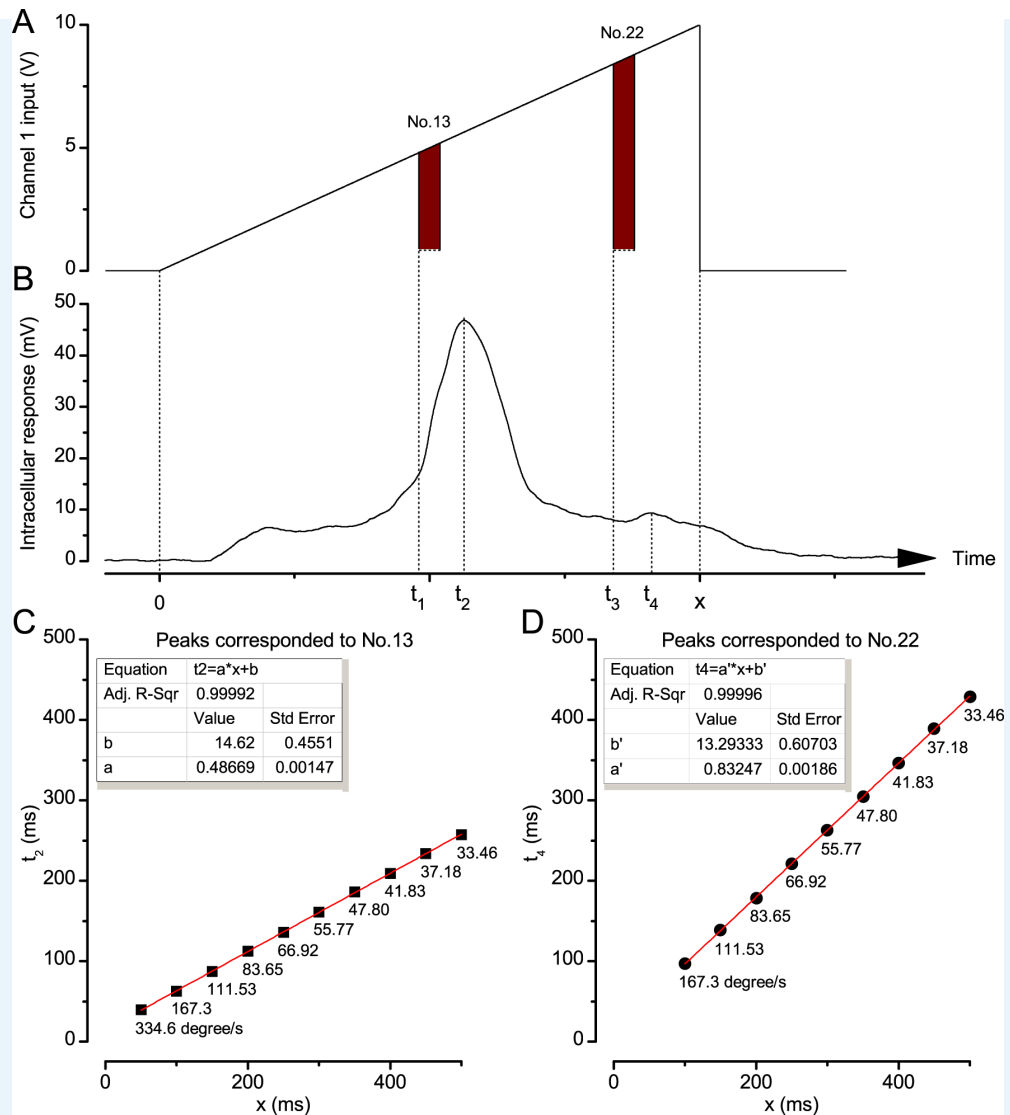 A
Channel 1 input (V)
10
5
0
No.13
No.22
B
Intracellular response (mV)
50
40
30
20
10
0
Time
0
t1
t2
t3
t4
x
C
Peaks corresponded to No.13
t2 (ms)
500
400
300
200
100
0
Equation t2=a*x+b
Adj. R-Sqr 0.99992
Value Std Error
b 14.62 0.4551
a 0.48669 0.00147
33.46
37.18
41.83
47.80
55.77
66.92
83.65
111.53
167.3
334.6 degree/s
0 200 400
x (ms)
D
Peaks corresponded to No.22
t4 (ms)
500
400
300
200
100
0
Equation t4=a'*x+b'
Adj. R-Sqr 0.99996
Value Std Error
b' 13.29333 0.60703
a' 0.83247 0.00186
33.46
37.18
41.83
47.80
55.77
66.92
83.65
111.53
167.3 degree/s
0 200 400
x (ms)